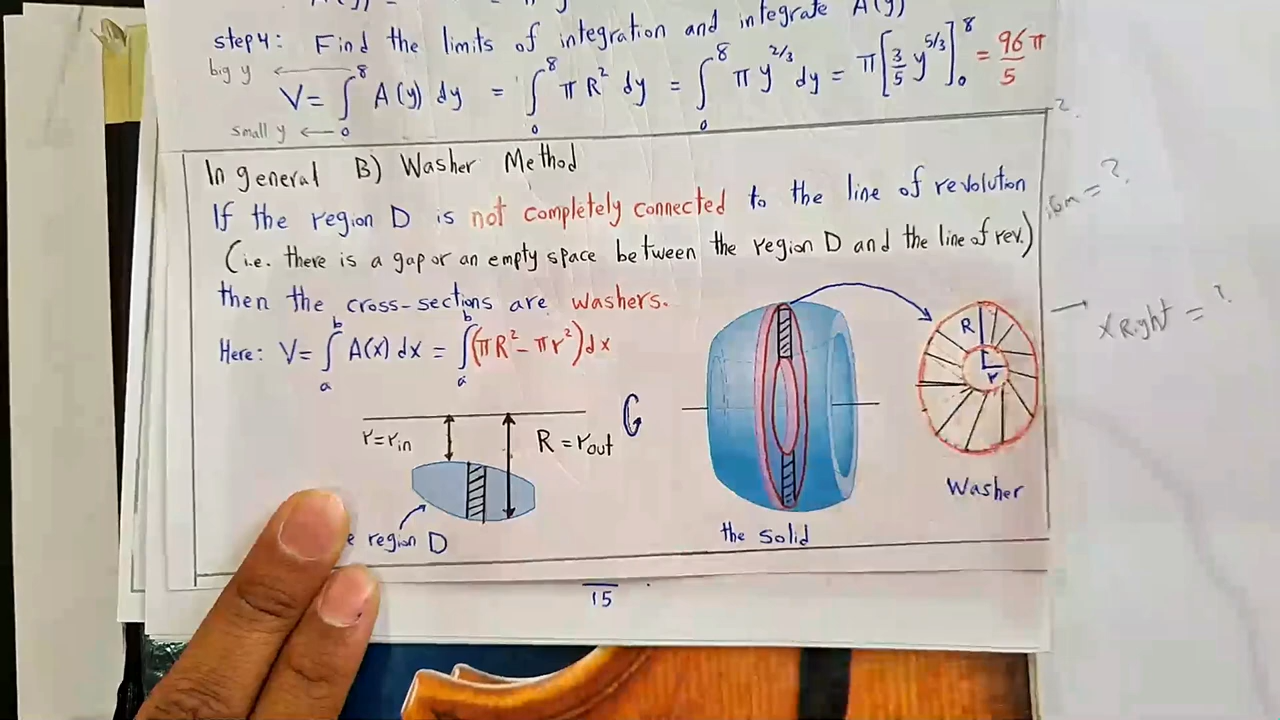 step 4: Find the limits of integration and integrate A(y)
big y ← V = ∫₀⁸ A(y) dy = ∫₀⁸ π R² dy = ∫₀⁸ π y^{2/3} dy = π[3/5 y^{5/3}]₀⁸ = 96π/5
small y ←
In general B) Washer Method
If the region D is not completely connected to the line of revolution
(i.e. there is a gap or an empty space between the region D and the line of rev.)
then the cross-sections are washers.
Here: V = ∫ₐᵇ A(x) dx = ∫ₐᵇ (πR² - πr²) dx
r = r_in
R = r_out
region D
the solid
R
r
Washer
= ?
→ x Right = ?
15